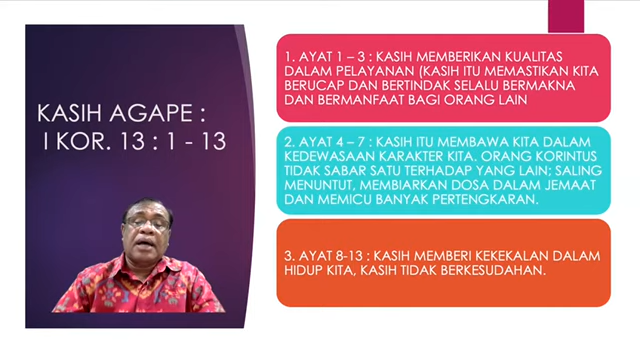 KASIH AGAPE :
I KOR. 13 : 1 - 13
1. AYAT 1 – 3 : KASIH MEMBERIKAN KUALITAS
DALAM PELAYANAN (KASIH ITU MEMASTIKAN KITA
BERUCAP DAN BERTINDAK SELALU BERMAKNA
DAN BERMANFAAT BAGI ORANG LAIN
2. AYAT 4 – 7 : KASIH ITU MEMBAWA KITA DALAM
KEDEWASAAN KARAKTER KITA. ORANG KORINTUS
TIDAK SABAR SATU TERHADAP YANG LAIN; SALING
MENUNTUT, MEMBIARKAN DOSA DALAM JEMAAT
DAN MEMICU BANYAK PERTENGKARAN.
3. AYAT 8-13 : KASIH MEMBERI KEKEKALAN DALAM
HIDUP KITA, KASIH TIDAK BERKESUDAHAN.